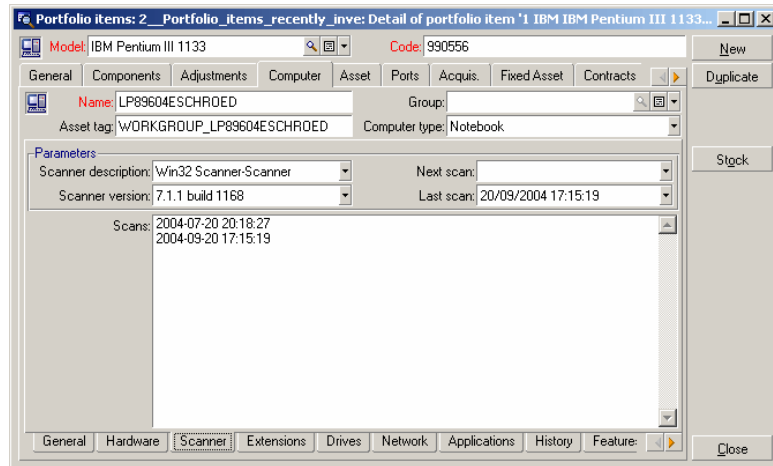 Portfolio items: 2__Portfolio_items_recently_inve: Detail of portfolio item '1 IBM IBM Pentium III 1133...
Model: IBM Pentium III 1133 Code: 990556 New
General Components Adjustments Computer Asset Ports Acquis. Fixed Asset Contracts Duplicate
Name: LP89604ESCHROED Group:
Asset tag: WORKGROUP_LP89604ESCHROED Computer type: Notebook
Parameters Stock
Scanner description: Win32 Scanner-Scanner Next scan:
Scanner version: 7.1.1 build 1168 Last scan: 20/09/2004 17:15:19
Scans: 2004-07-20 20:18:27
2004-09-20 17:15:19
General Hardware Scanner Extensions Drives Network Applications History Feature: Close